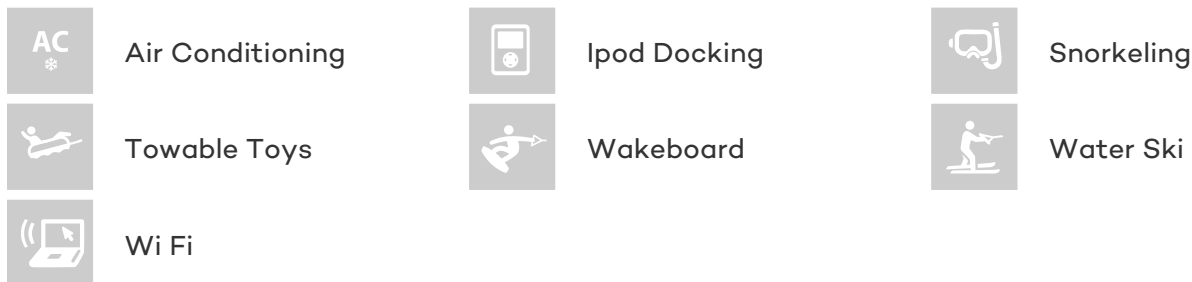 AC
Air Conditioning
Ipod Docking
Snorkeling
Towable Toys
Wakeboard
Water Ski
Wi Fi